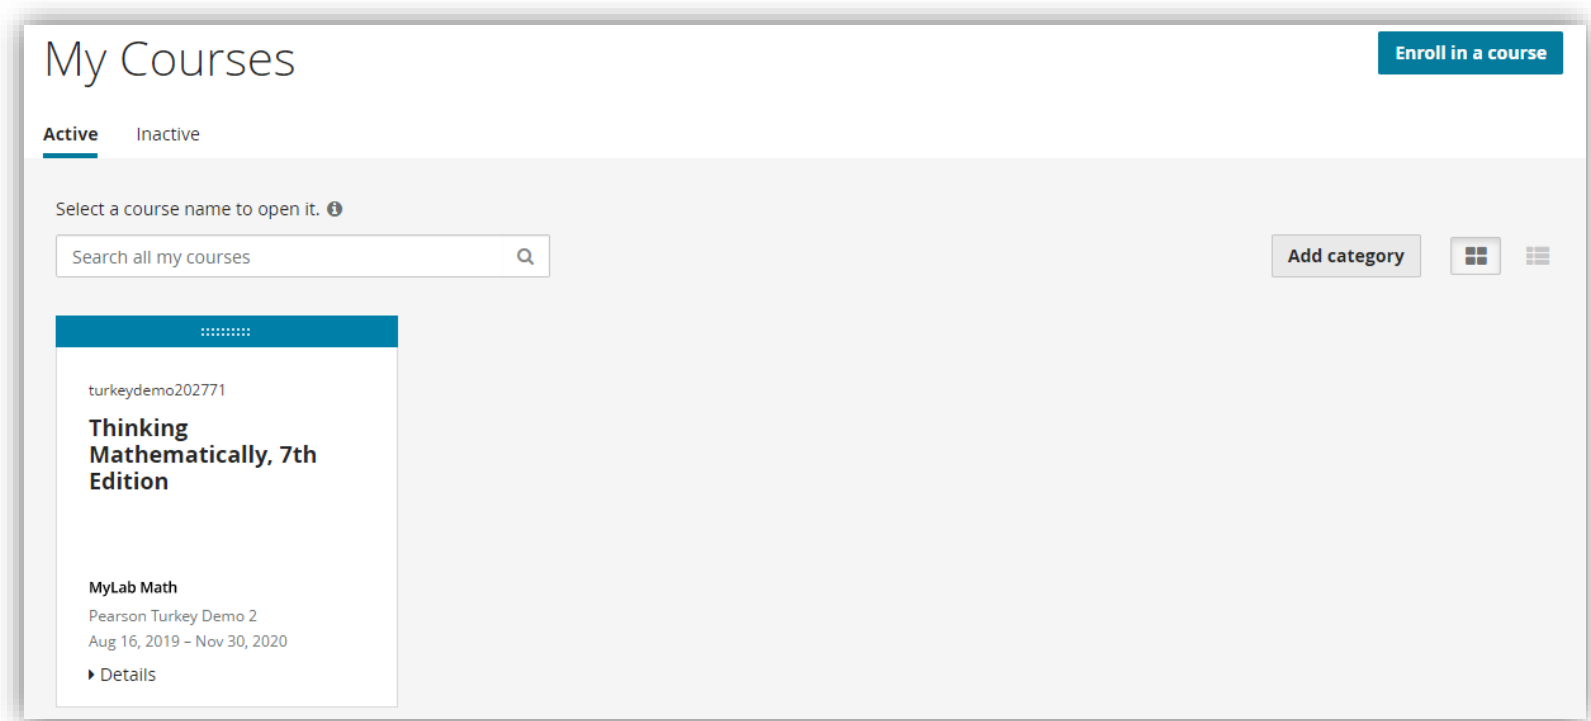 My Courses
Enroll in a course
Active Inactive
Select a course name to open it.
Search all my courses
Add category
turkeydemo202771
Thinking
Mathematically, 7th
Edition
MyLab Math
Pearson Turkey Demo 2
Aug 16, 2019 – Nov 30, 2020
Details